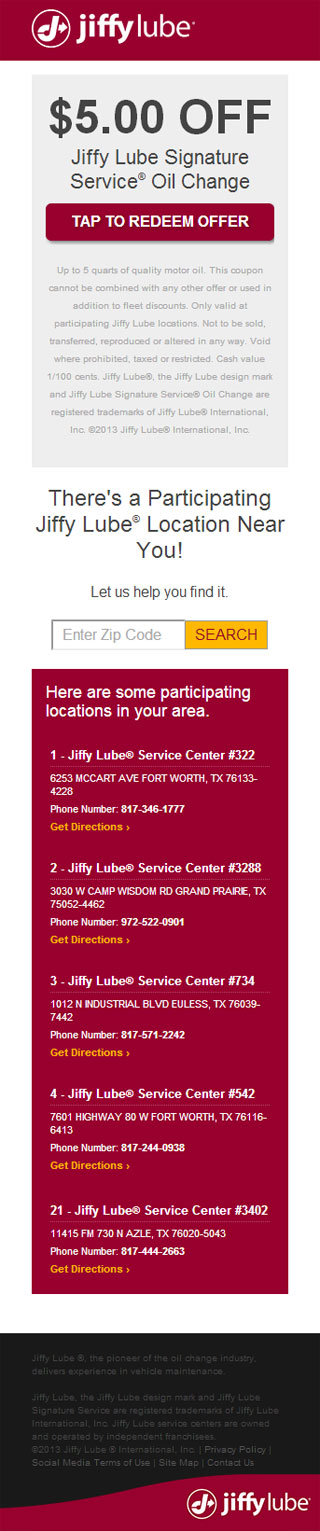 jiffylube®
$5.00 OFF
Jiffy Lube Signature
Service® Oil Change
TAP TO REDEEM OFFER
Up to 5 quarts of quality motor oil. This coupon
cannot be combined with any other offer or used in
addition to fleet discounts. Only valid at
participating Jiffy Lube locations. Not to be sold,
transferred, reproduced or altered in any way. Void
where prohibited, taxed or restricted. Cash value
1/100 cents. Jiffy Lube®, the Jiffy Lube design mark
and Jiffy Lube Signature Service® Oil Change are
registered trademarks of Jiffy Lube® International,
Inc. ©2013 Jiffy Lube® International, Inc.
There's a Participating
Jiffy Lube® Location Near
You!
Let us help you find it.
Enter Zip Code SEARCH
Here are some participating
locations in your area.
1 - Jiffy Lube® Service Center #322
6253 MCCART AVE FORT WORTH, TX 76133-
4228
Phone Number: 817-346-1777
Get Directions ›
2 - Jiffy Lube® Service Center #3288
3030 W CAMP WISDOM RD GRAND PRAIRIE, TX
75052-4462
Phone Number: 972-522-0901
Get Directions ›
3 - Jiffy Lube® Service Center #734
1012 N INDUSTRIAL BLVD EULESS, TX 76039-
7442
Phone Number: 817-571-2242
Get Directions ›
4 - Jiffy Lube® Service Center #542
7601 HIGHWAY 80 W FORT WORTH, TX 76116-
6413
Phone Number: 817-244-0938
Get Directions ›
21 - Jiffy Lube® Service Center #3402
11415 FM 730 N AZLE, TX 76020-5043
Phone Number: 817-444-2663
Get Directions ›
Jiffy Lube ®, the pioneer of the oil change industry,
delivers experience in vehicle maintenance.
Jiffy Lube, the Jiffy Lube design mark and Jiffy Lube
Signature Service are registered trademarks of Jiffy Lube
International, Inc. Jiffy Lube service centers are owned
and operated by independent franchisees.
©2013 Jiffy Lube ® International, Inc. | Privacy Policy |
Social Media Terms of Use | Site Map | Contact Us
jiffylube®